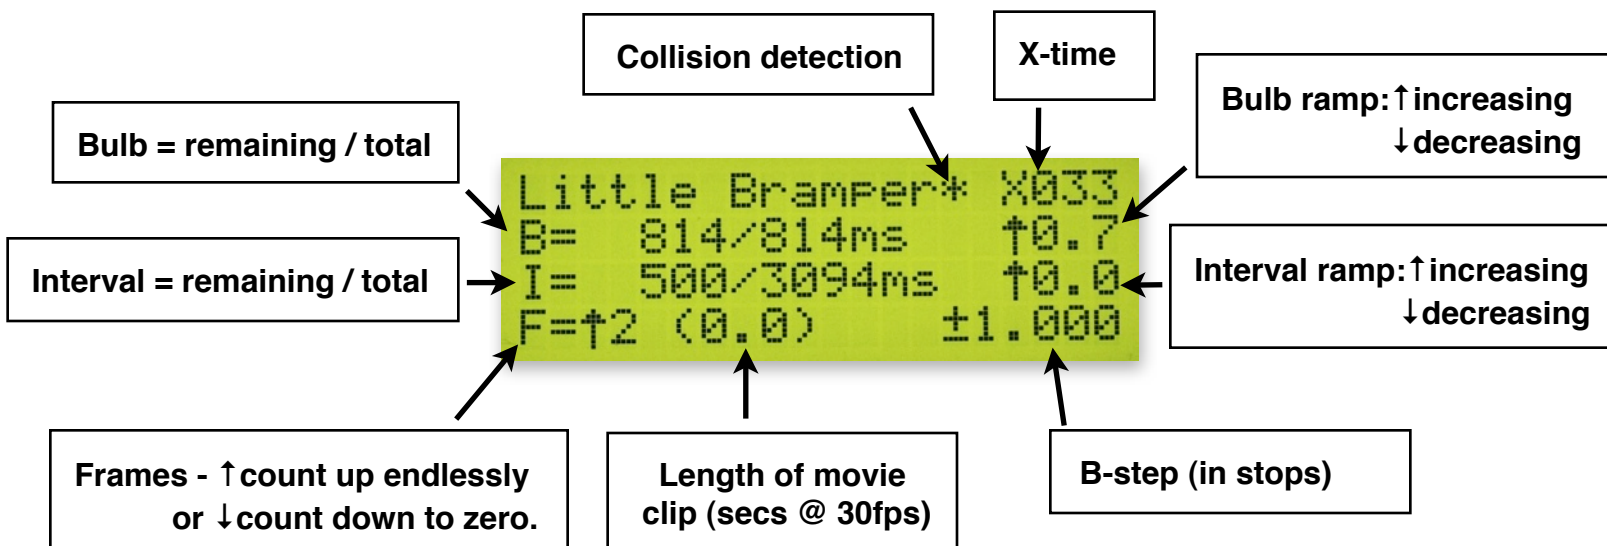 Collision detection
X-time
Bulb ramp:↑increasing
↓decreasing
Bulb = remaining / total
Little Bramper* X033
B= 814/814ms ↑0.7
I= 500/3094ms ↑0.0
F=↑2 (0.0) ±1.000
Interval = remaining / total
Interval ramp:↑increasing
↓decreasing
Frames - ↑count up endlessly
or ↓count down to zero.
Length of movie
clip (secs @ 30fps)
B-step (in stops)